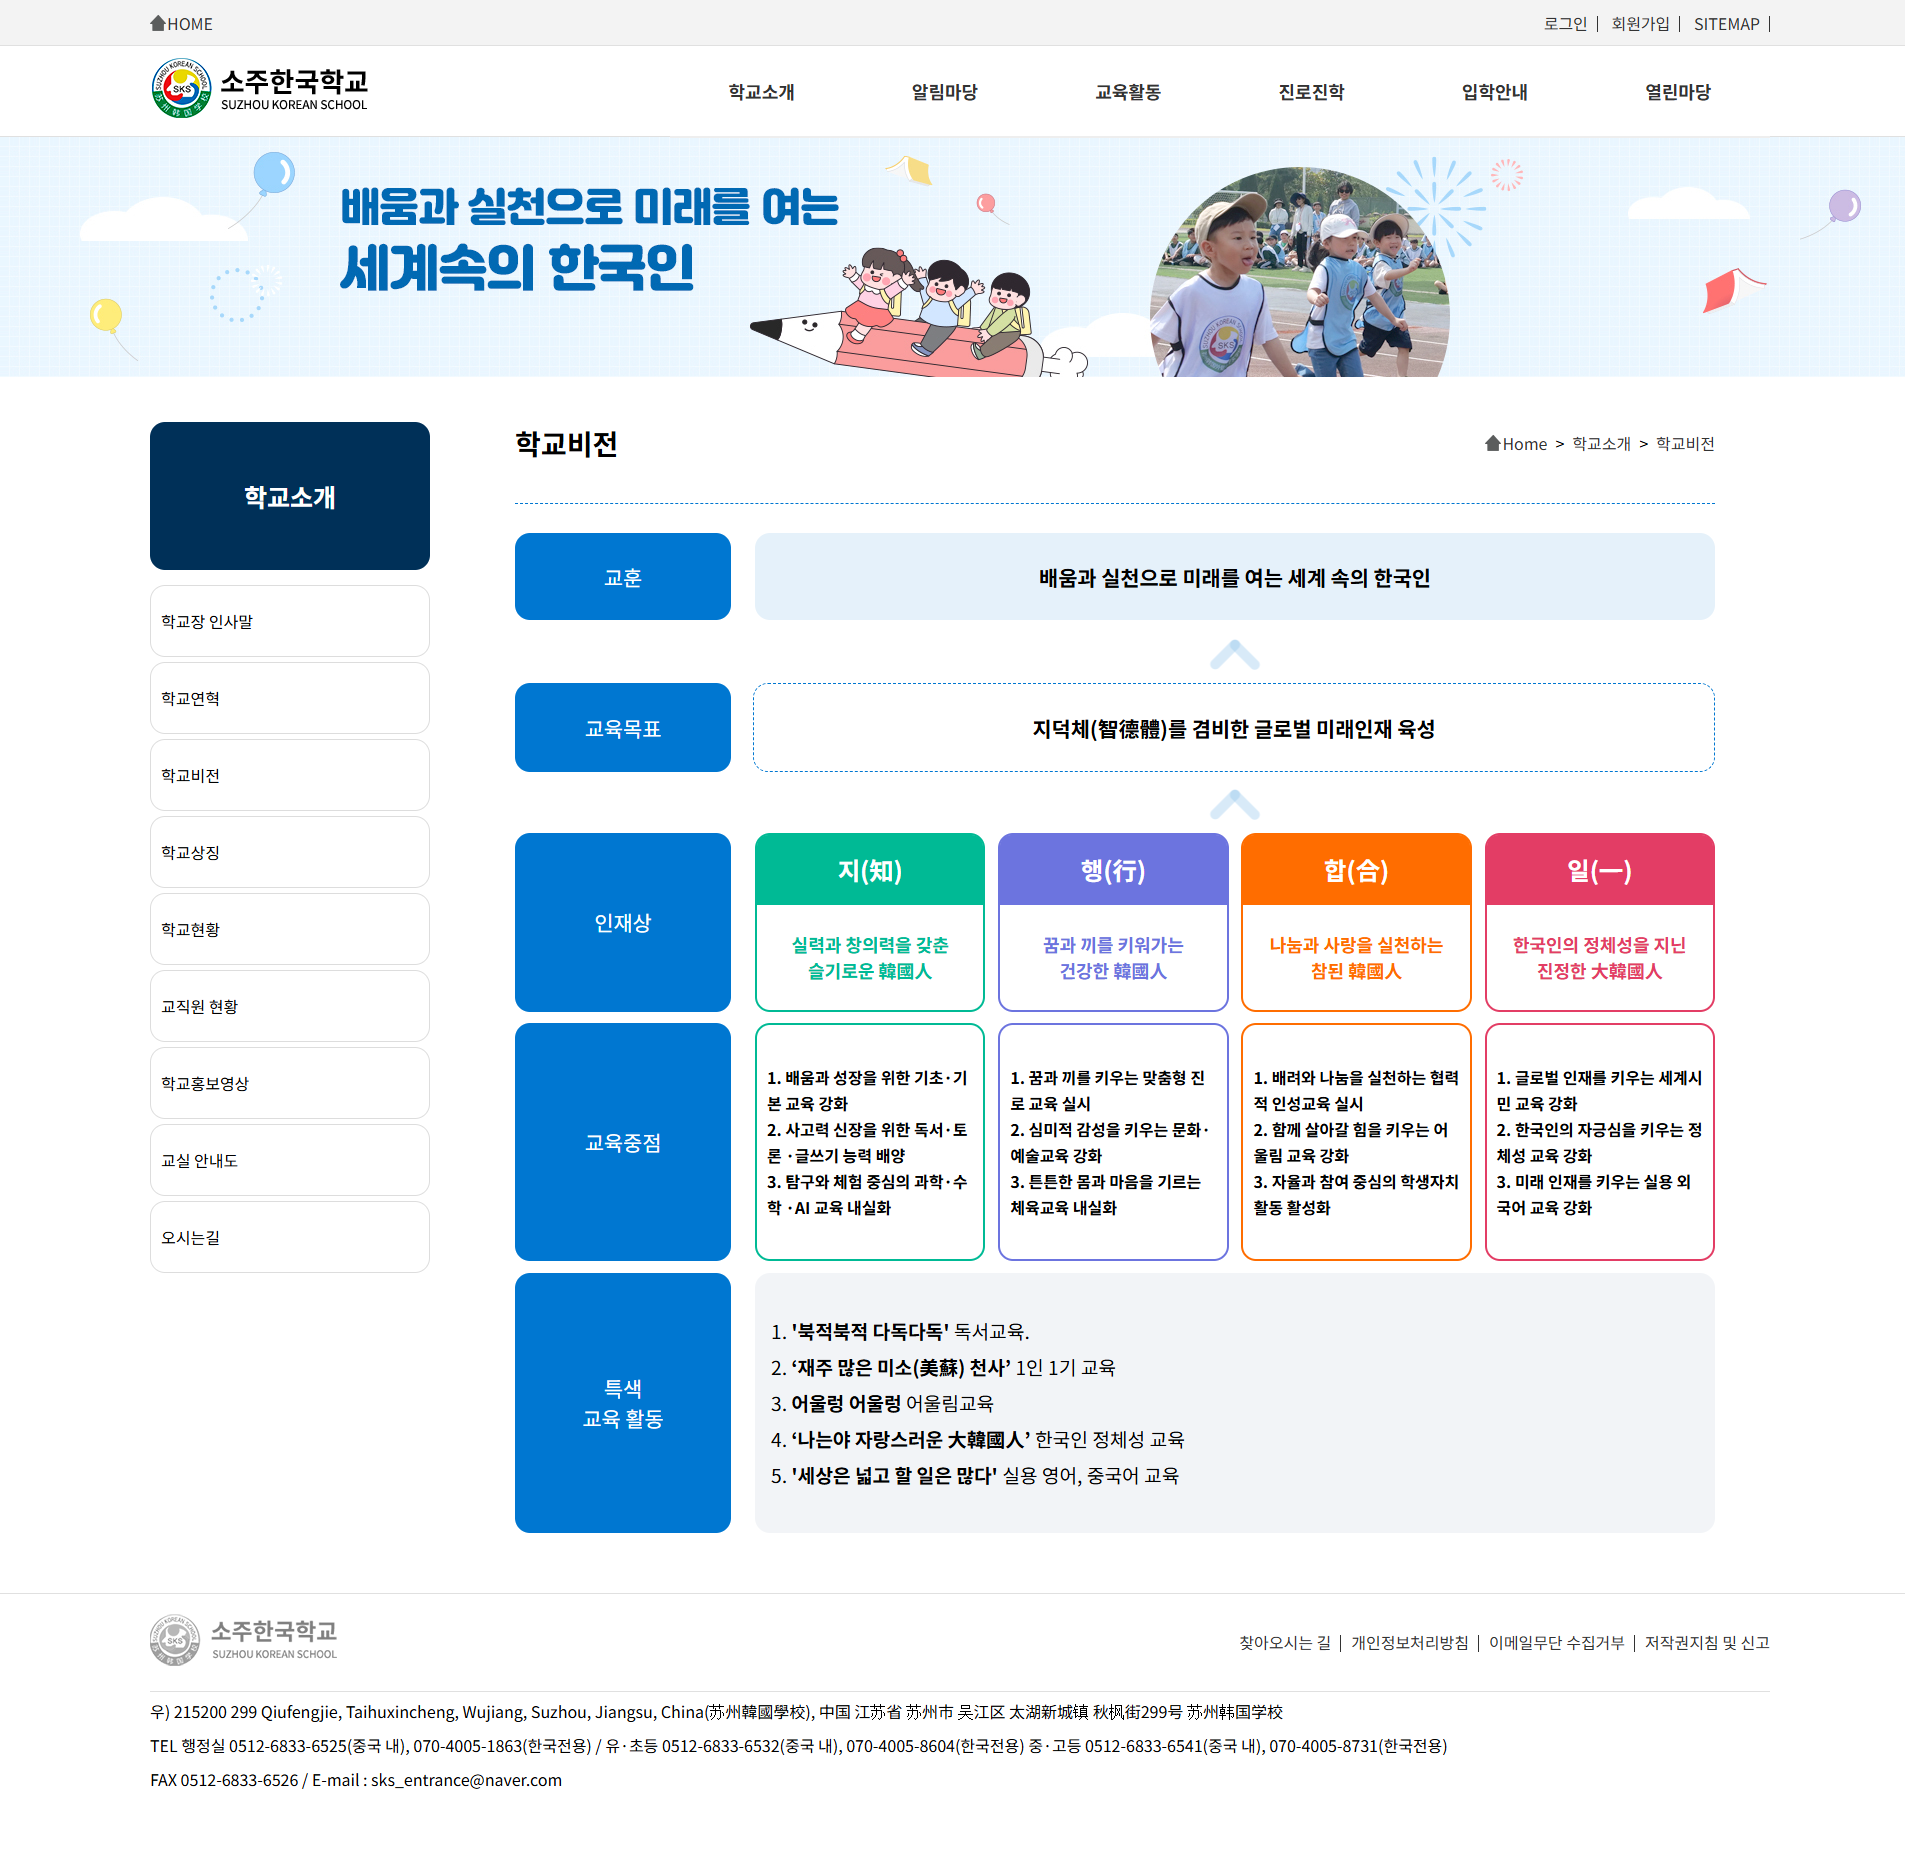 HOME
로그인
회원가입
SITEMAP
소주한국학교
SUZHOU KOREAN SCHOOL
학교소개
알림마당
교육활동
진로진학
입학안내
열린마당
배움과 실천으로 미래를 여는
세계속의 한국인
학교소개
학교장 인사말
학교연혁
학교비전
학교상징
학교현황
교직원 현황
학교홍보영상
교실 안내도
오시는길
학교비전
Home > 학교소개 > 학교비전
교훈
배움과 실천으로 미래를 여는 세계 속의 한국인
교육목표
지덕체(智德體)를 겸비한 글로벌 미래인재 육성
인재상
지(知)
실력과 창의력을 갖춘
슬기로운 韓國人
행(行)
꿈과 끼를 키워가는
건강한 韓國人
합(合)
나눔과 사랑을 실천하는
참된 韓國人
일(一)
한국인의 정체성을 지닌
진정한 大韓國人
교육중점
1. 배움과 성장을 위한 기초·기
본 교육 강화
2. 사고력 신장을 위한 독서·토
론 ·글쓰기 능력 배양
3. 탐구와 체험 중심의 과학·수
학 ·AI 교육 내실화
1. 꿈과 끼를 키우는 맞춤형 진
로 교육 실시
2. 심미적 감성을 키우는 문화·
예술교육 강화
3. 튼튼한 몸과 마음을 기르는
체육교육 내실화
1. 배려와 나눔을 실천하는 협력
적 인성교육 실시
2. 함께 살아갈 힘을 키우는 어
울림 교육 강화
3. 자율과 참여 중심의 학생자치
활동 활성화
1. 글로벌 인재를 키우는 세계시
민 교육 강화
2. 한국인의 자긍심을 키우는 정
체성 교육 강화
3. 미래 인재를 키우는 실용 외
국어 교육 강화
특색
교육 활동
1. '북적북적 다독다독' 독서교육.
2. ‘재주 많은 미소(美蘇) 천사’ 1인 1기 교육
3. 어울렁 어울렁 어울림교육
4. ‘나는야 자랑스러운 大韓國人’ 한국인 정체성 교육
5. '세상은 넓고 할 일은 많다' 실용 영어, 중국어 교육
소주한국학교
SUZHOU KOREAN SCHOOL
찾아오시는 길
개인정보처리방침
이메일무단 수집거부
저작권지침 및 신고
우) 215200 299 Qiufengjie, Taihuxincheng, Wujiang, Suzhou, Jiangsu, China(苏州韓國學校), 中国 江苏省 苏州市 吴江区 太湖新城镇 秋枫街299号 苏州韩国学校
TEL 행정실 0512-6833-6525(중국 내), 070-4005-1863(한국전용) / 유·초등 0512-6833-6532(중국 내), 070-4005-8604(한국전용) 중·고등 0512-6833-6541(중국 내), 070-4005-8731(한국전용)
FAX 0512-6833-6526 / E-mail : sks_entrance@naver.com